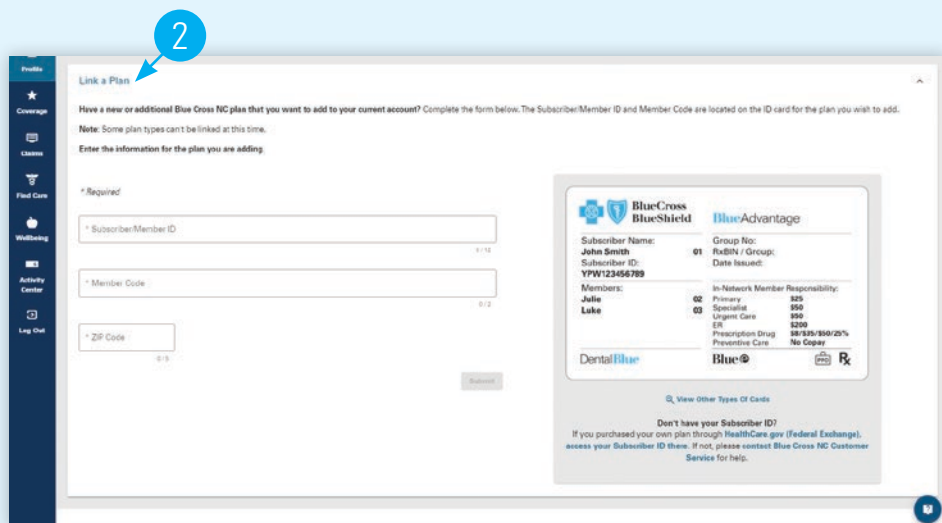 2
Profile
Coverage
Claims
Find Care
Wellbeing
Activity
Center
Log Out
Link a Plan
Have a new or additional Blue Cross NC plan that you want to add to your current account? Complete the form below. The Subscriber/Member ID and Member Code are located on the ID card for the plan you wish to add.
Note: Some plan types can't be linked at this time.
Enter the information for the plan you are adding.
* Required
* Subscriber/Member ID
0 / 12
* Member Code
0 / 2
* ZIP Code
0 / 5
Submit
BlueCross
BlueShield
BlueAdvantage
Subscriber Name:
John Smith 01
Subscriber ID:
YPW123456789
Group No:
RxBIN / Group:
Date Issued:
Members:
Julie 02
Luke 03
In-Network Member Responsibility:
Primary $25
Specialist $50
Urgent Care $50
ER $200
Prescription Drug $8/$35/$50/25%
Preventive Care No Copay
DentalBlue
Blue
PPO
Rx
View Other Types Of Cards
Don't have your Subscriber ID?
If you purchased your own plan through HealthCare.gov (Federal Exchange),
access your Subscriber ID there. If not, please contact Blue Cross NC Customer
Service for help.